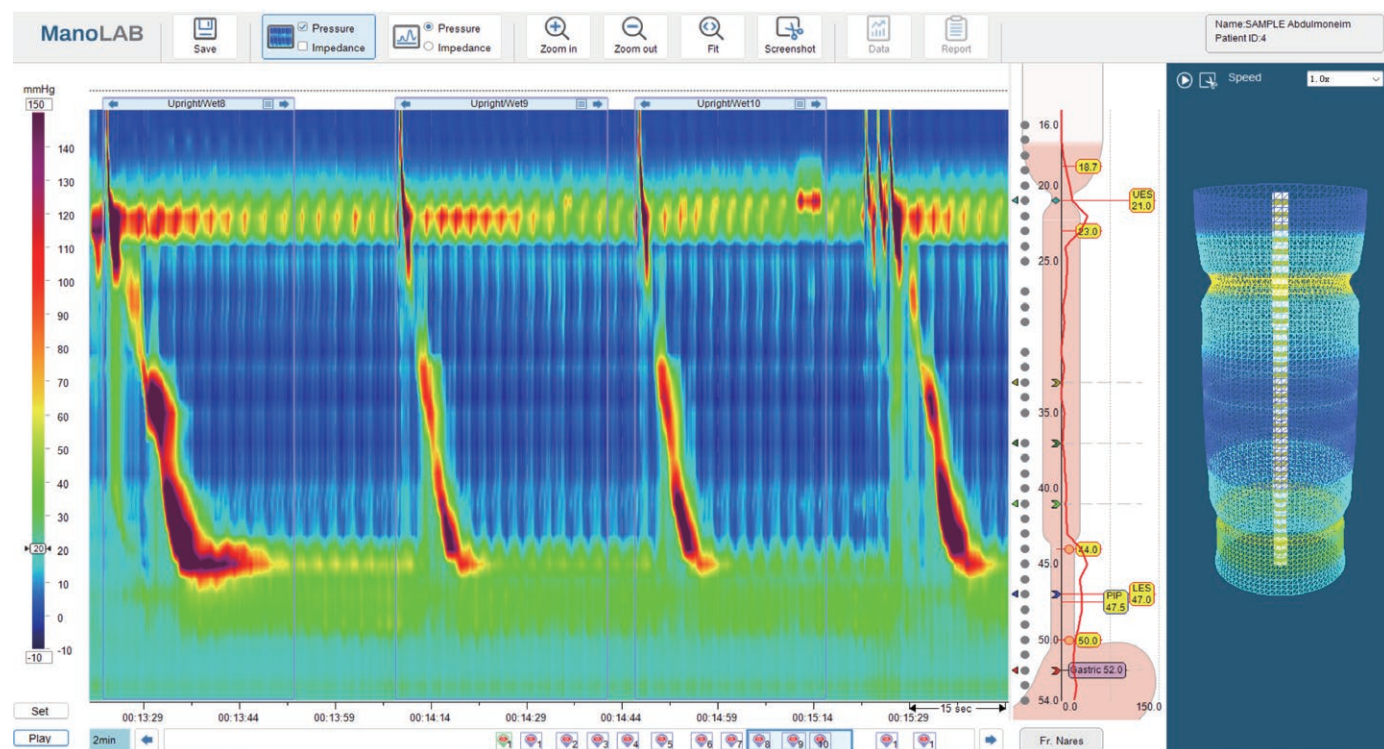 ManoLAB
Save
Pressure
Impedance
Pressure
Impedance
Zoom in
Zoom out
Fit
Screenshot
Data
Report
Name:SAMPLE Abdulmoneim
Patient ID:4
mmHg
150
140
130
120
110
100
90
80
70
60
50
40
30
20
20
10
0
-10
-10
Upright/Wet8
Upright/Wet9
Upright/Wet10
16.0
18.7
20.0
UES
21.0
23.0
25.0
35.0
40.0
44.0
45.0
LES
47.0
PIP
47.5
50.0
Gastric 52.0
54.0
0.0
150.0
Speed
1.0x
00:13:29
00:13:44
00:13:59
00:14:14
00:14:29
00:14:44
00:14:59
00:15:14
00:15:29
15 sec
Set
Play
2min
1
1
2
3
4
5
6
7
8
9
10
1
1
Fr. Nares